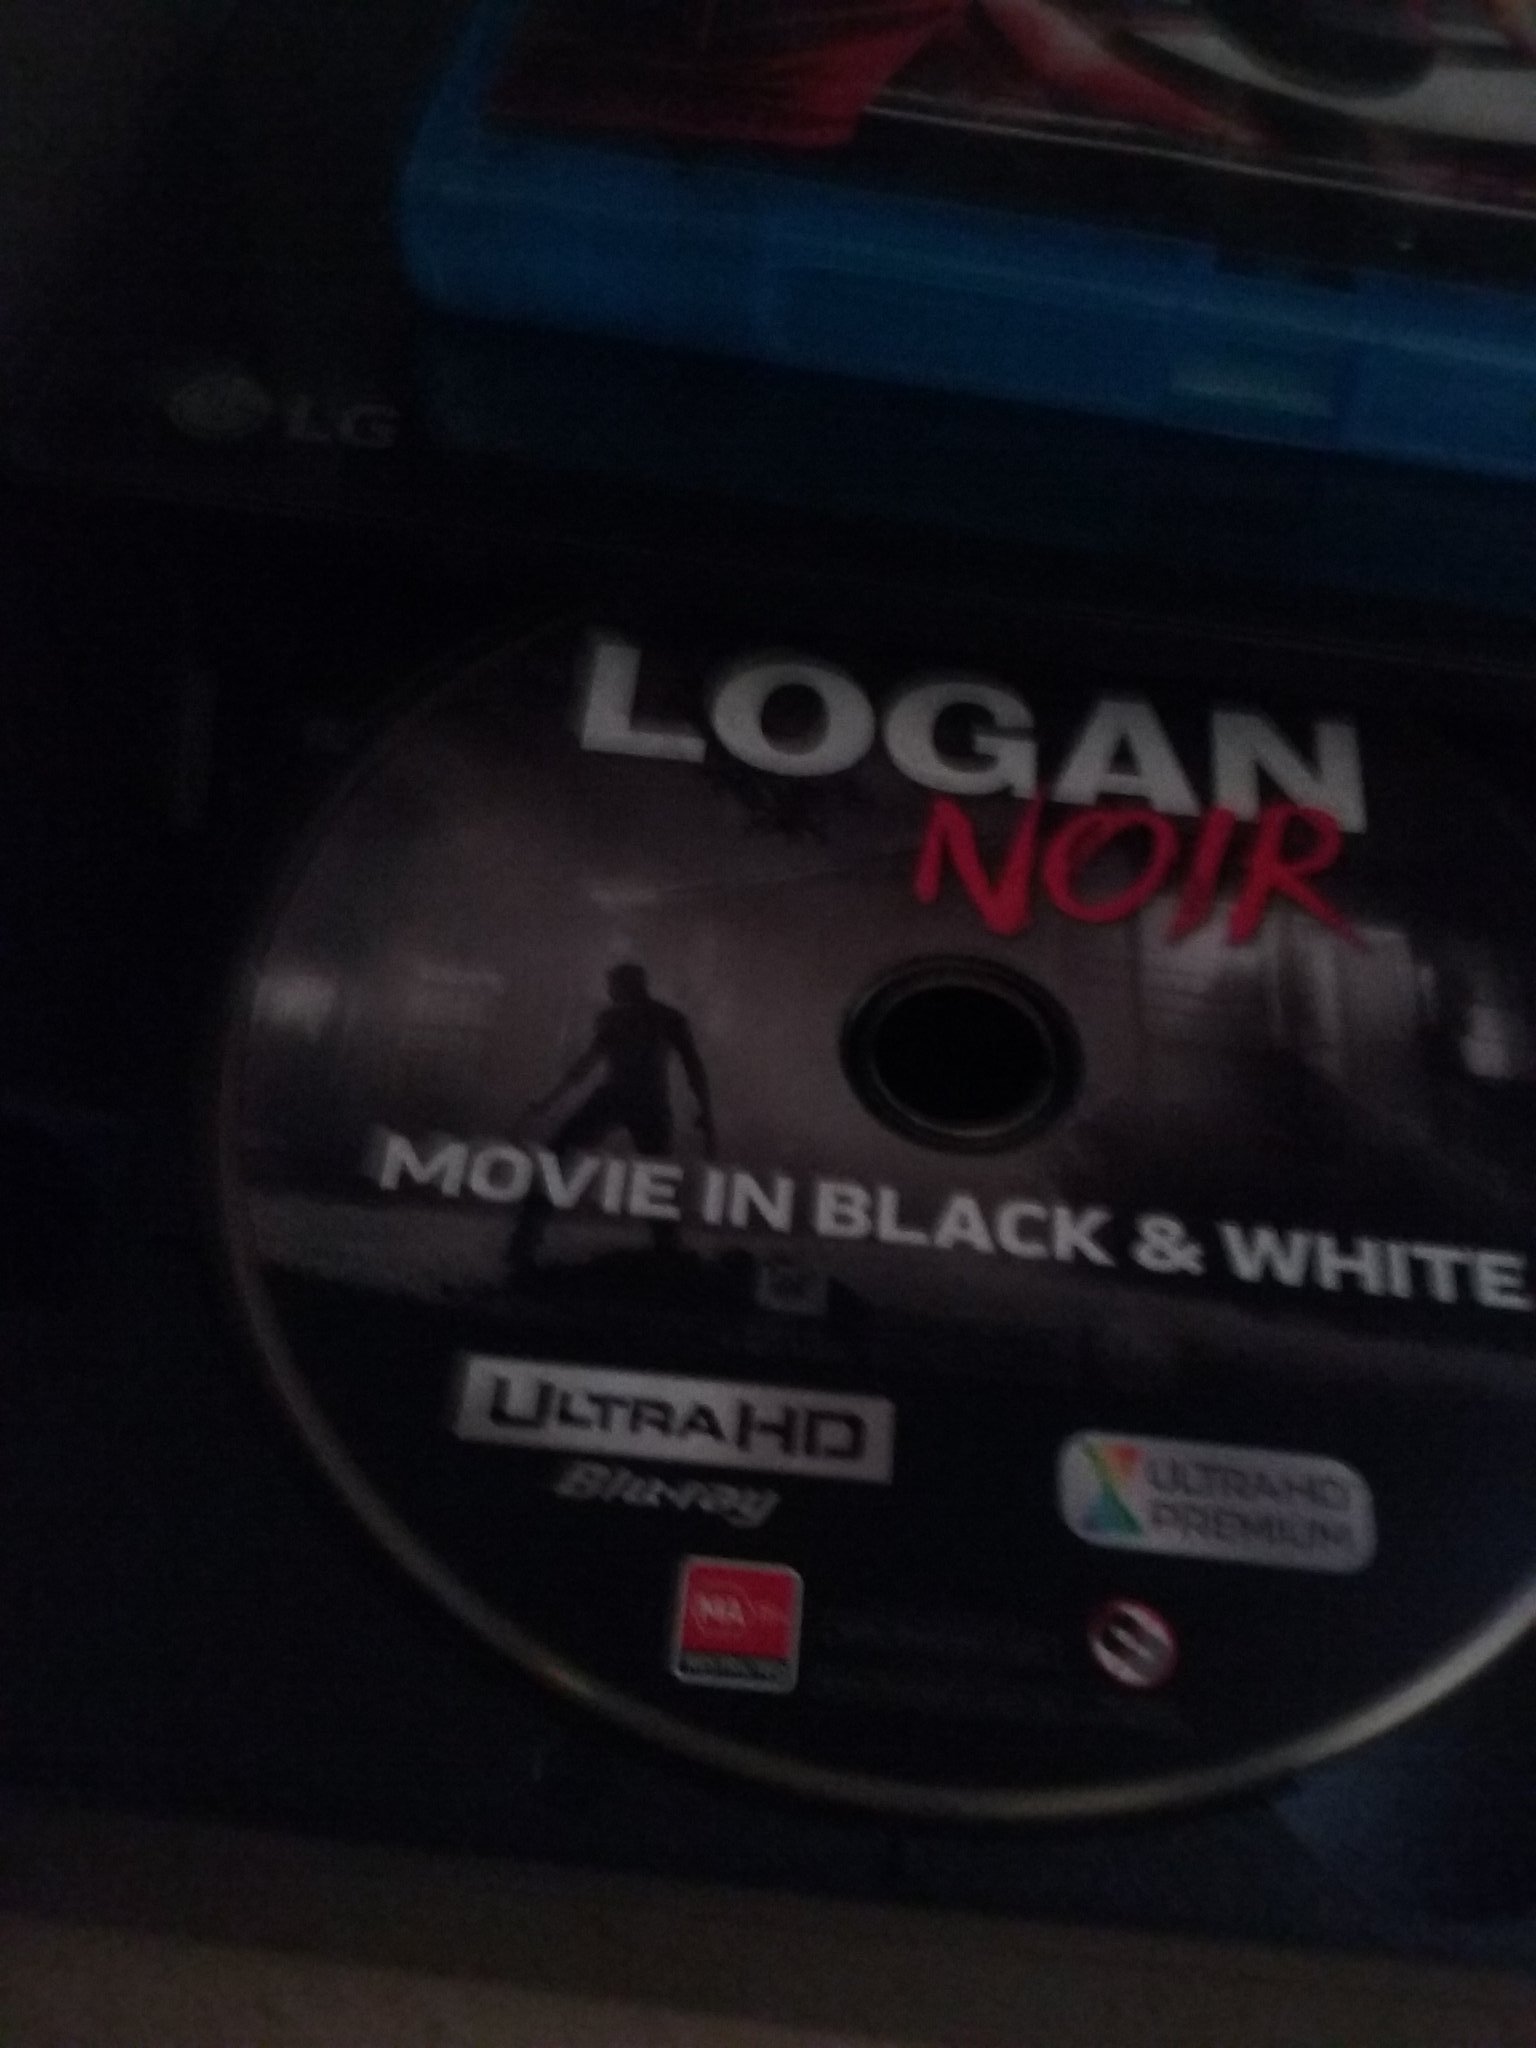 LG
LOGAN
NOIR
MOVIE IN BLACK & WHITE
ULTRA HD
Blu-ray
ULTRA HD
PREMIUM
MA